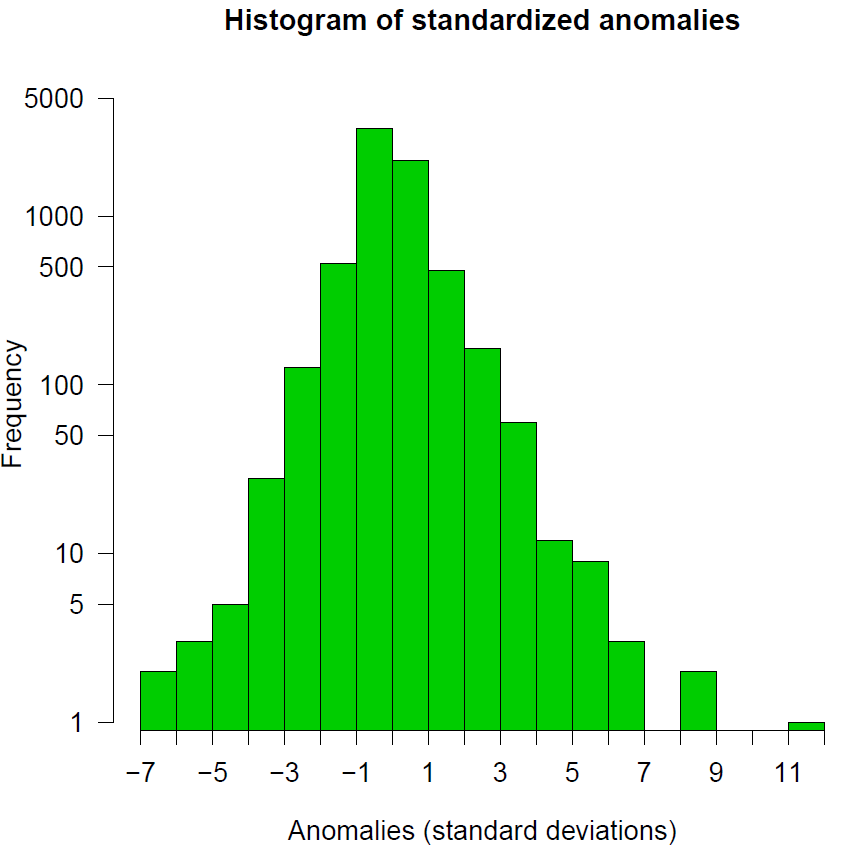 Histogram of standardized anomalies
5000
1000
500
100
50
10
5
1
Frequency
−7 −5 −3 −1 1 3 5 7 9 11
Anomalies (standard deviations)